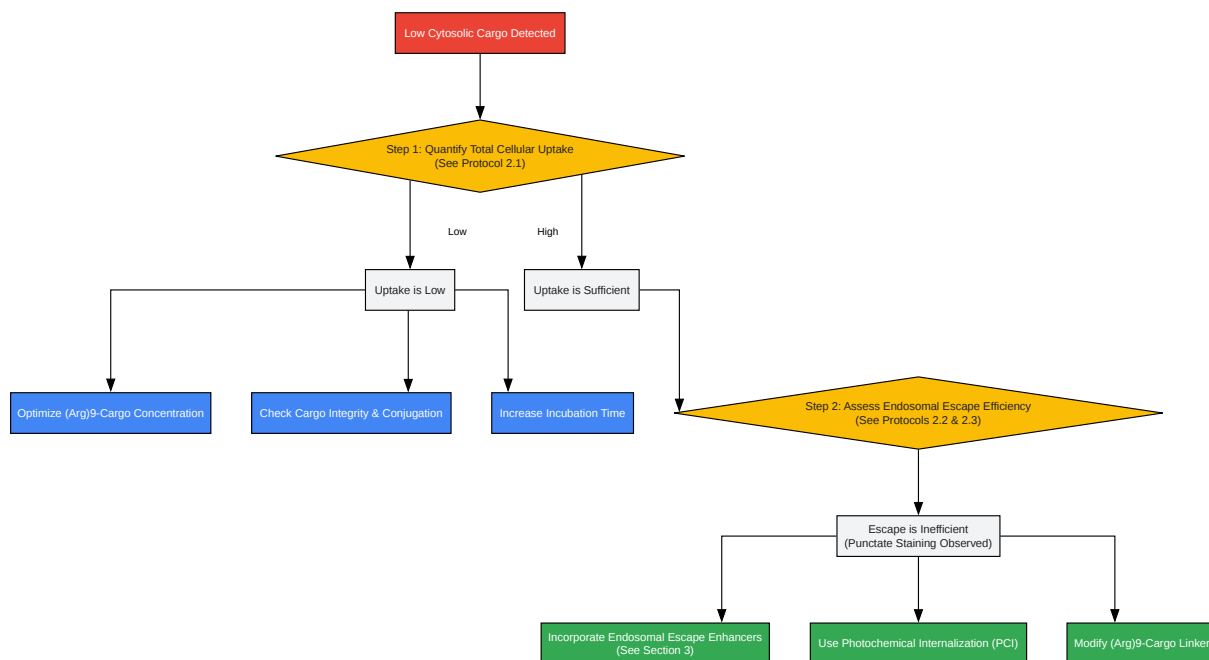 Low Cytosolic Cargo Detected
Step 1: Quantify Total Cellular Uptake
(See Protocol 2.1)
Low
High
Uptake is Low
Uptake is Sufficient
Optimize (Arg)9-Cargo Concentration
Check Cargo Integrity & Conjugation
Increase Incubation Time
Step 2: Assess Endosomal Escape Efficiency
(See Protocols 2.2 & 2.3)
Escape is Inefficient
(Punctate Staining Observed)
Incorporate Endosomal Escape Enhancers
(See Section 3)
Use Photochemical Internalization (PCI)
Modify (Arg)9-Cargo Linker